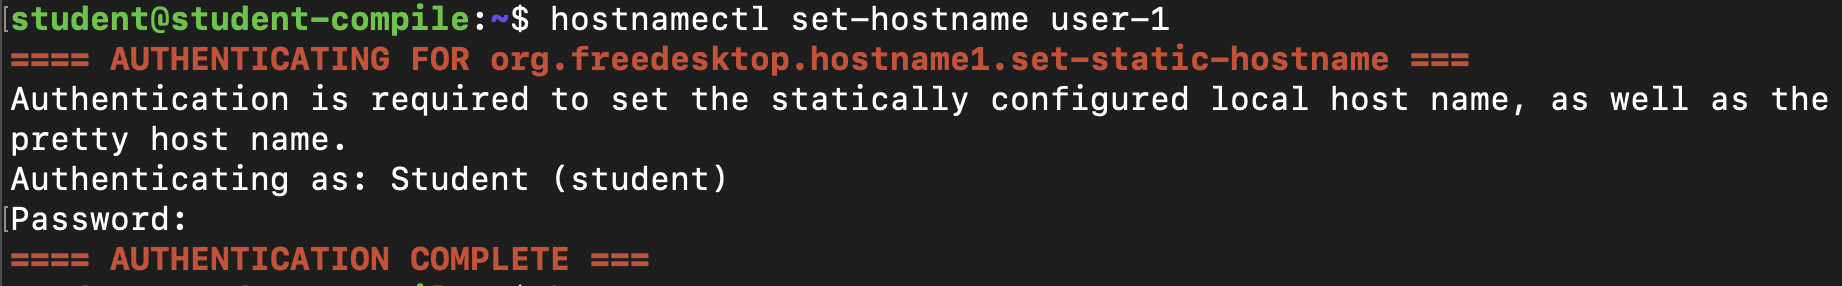 student@student-compile:~$ hostnamectl set-hostname user-1
==== AUTHENTICATING FOR org.freedesktop.hostname1.set-static-hostname ===
Authentication is required to set the statically configured local host name, as well as the
pretty host name.
Authenticating as: Student (student)
Password:
==== AUTHENTICATION COMPLETE ===